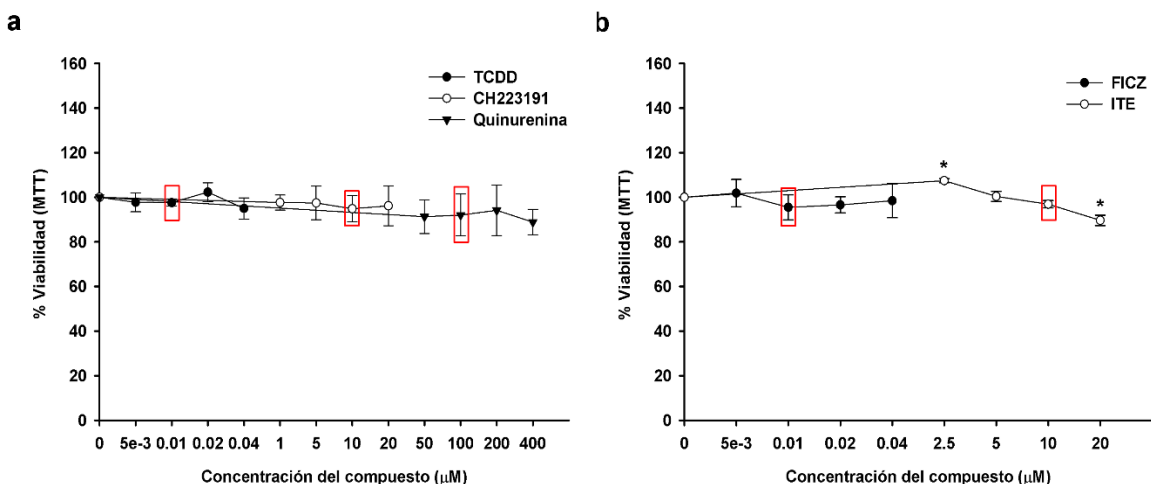 a
160
140
120
100
80
60
40
20
0
% Viabilidad (MTT)
TCDD
CH223191
Quinurenina
0 5e-3 0.01 0.02 0.04 1 5 10 20 50 100 200 400
Concentración del compuesto (µM)
b
160
140
120
100
80
60
40
20
0
% Viabilidad (MTT)
FICZ
ITE
*
*
0 5e-3 0.01 0.02 0.04 2.5 5 10 20
Concentración del compuesto (µM)